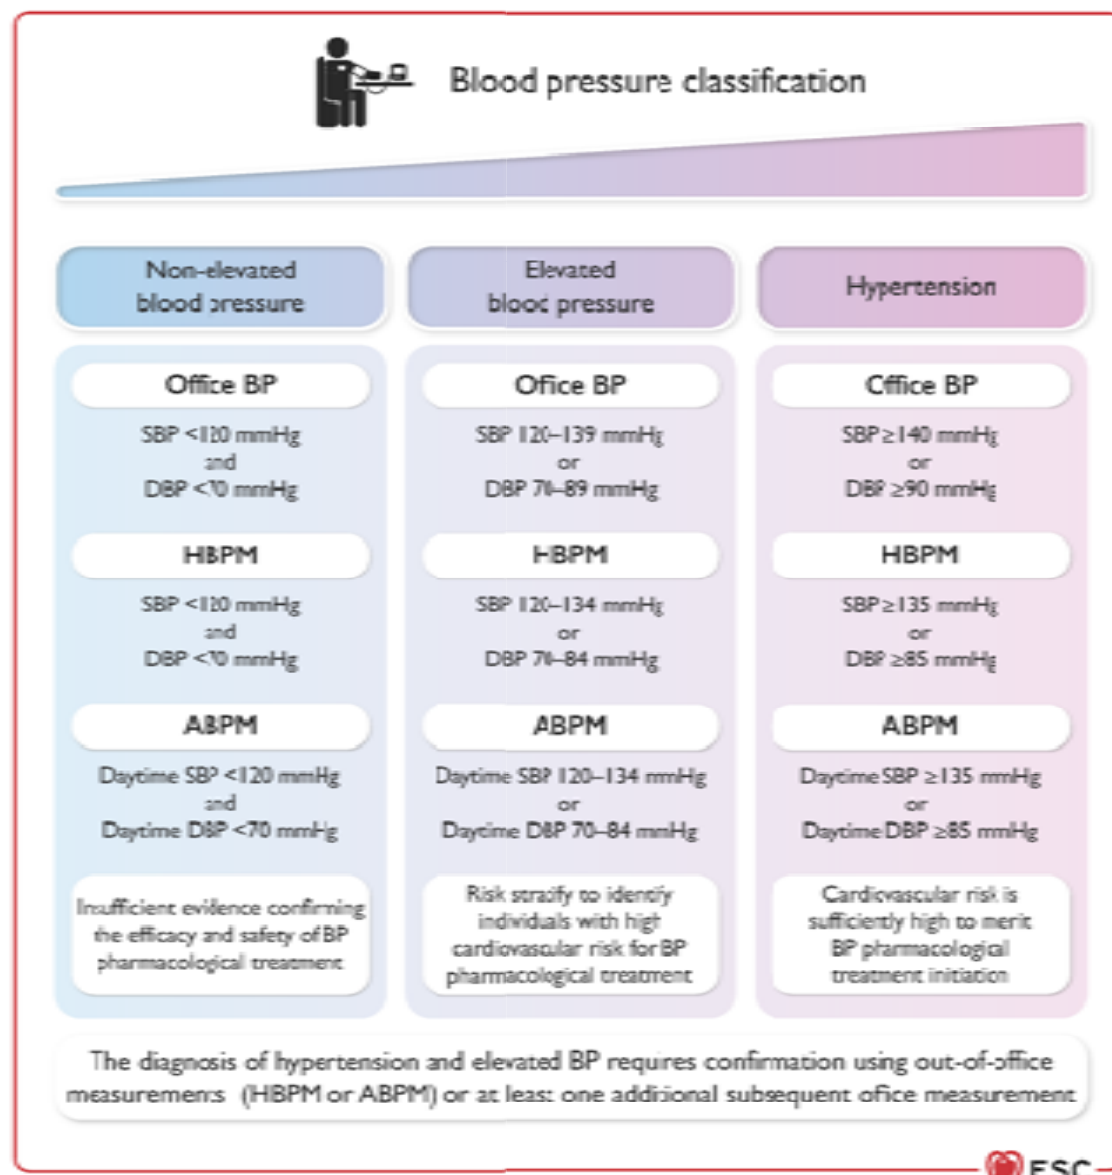 Blood pressure classification
Non-elevated
blood pressure
Elevated
blood pressure
Hypertension
Office BP
SBP <120 mmHg
and
DBP <70 mmHg
HBPM
SBP <120 mmHg
and
DBP <70 mmHg
ABPM
Daytime SBP <120 mmHg
and
Daytime DBP <70 mmHg
Insufficient evidence confirming
the efficacy and safety of BP
pharmacological treatment
Office BP
SBP 120–139 mmHg
or
DBP 70–89 mmHg
HBPM
SBP 120–134 mmHg
or
DBP 70–84 mmHg
ABPM
Daytime SBP 120–134 mmHg
or
Daytime DBP 70–84 mmHg
Risk stratify to identify
individuals with high
cardiovascular risk for BP
pharmacological treatment
Office BP
SBP ≥140 mmHg
or
DBP ≥90 mmHg
HBPM
SBP ≥135 mmHg
or
DBP ≥85 mmHg
ABPM
Daytime SBP ≥135 mmHg
or
Daytime DBP ≥85 mmHg
Cardiovascular risk is
sufficiently high to merit
BP pharmacological
treatment initiation
The diagnosis of hypertension and elevated BP requires confirmation using out-of-office
measurements (HBPM or ABPM) or at least one additional subsequent office measurement
ESC